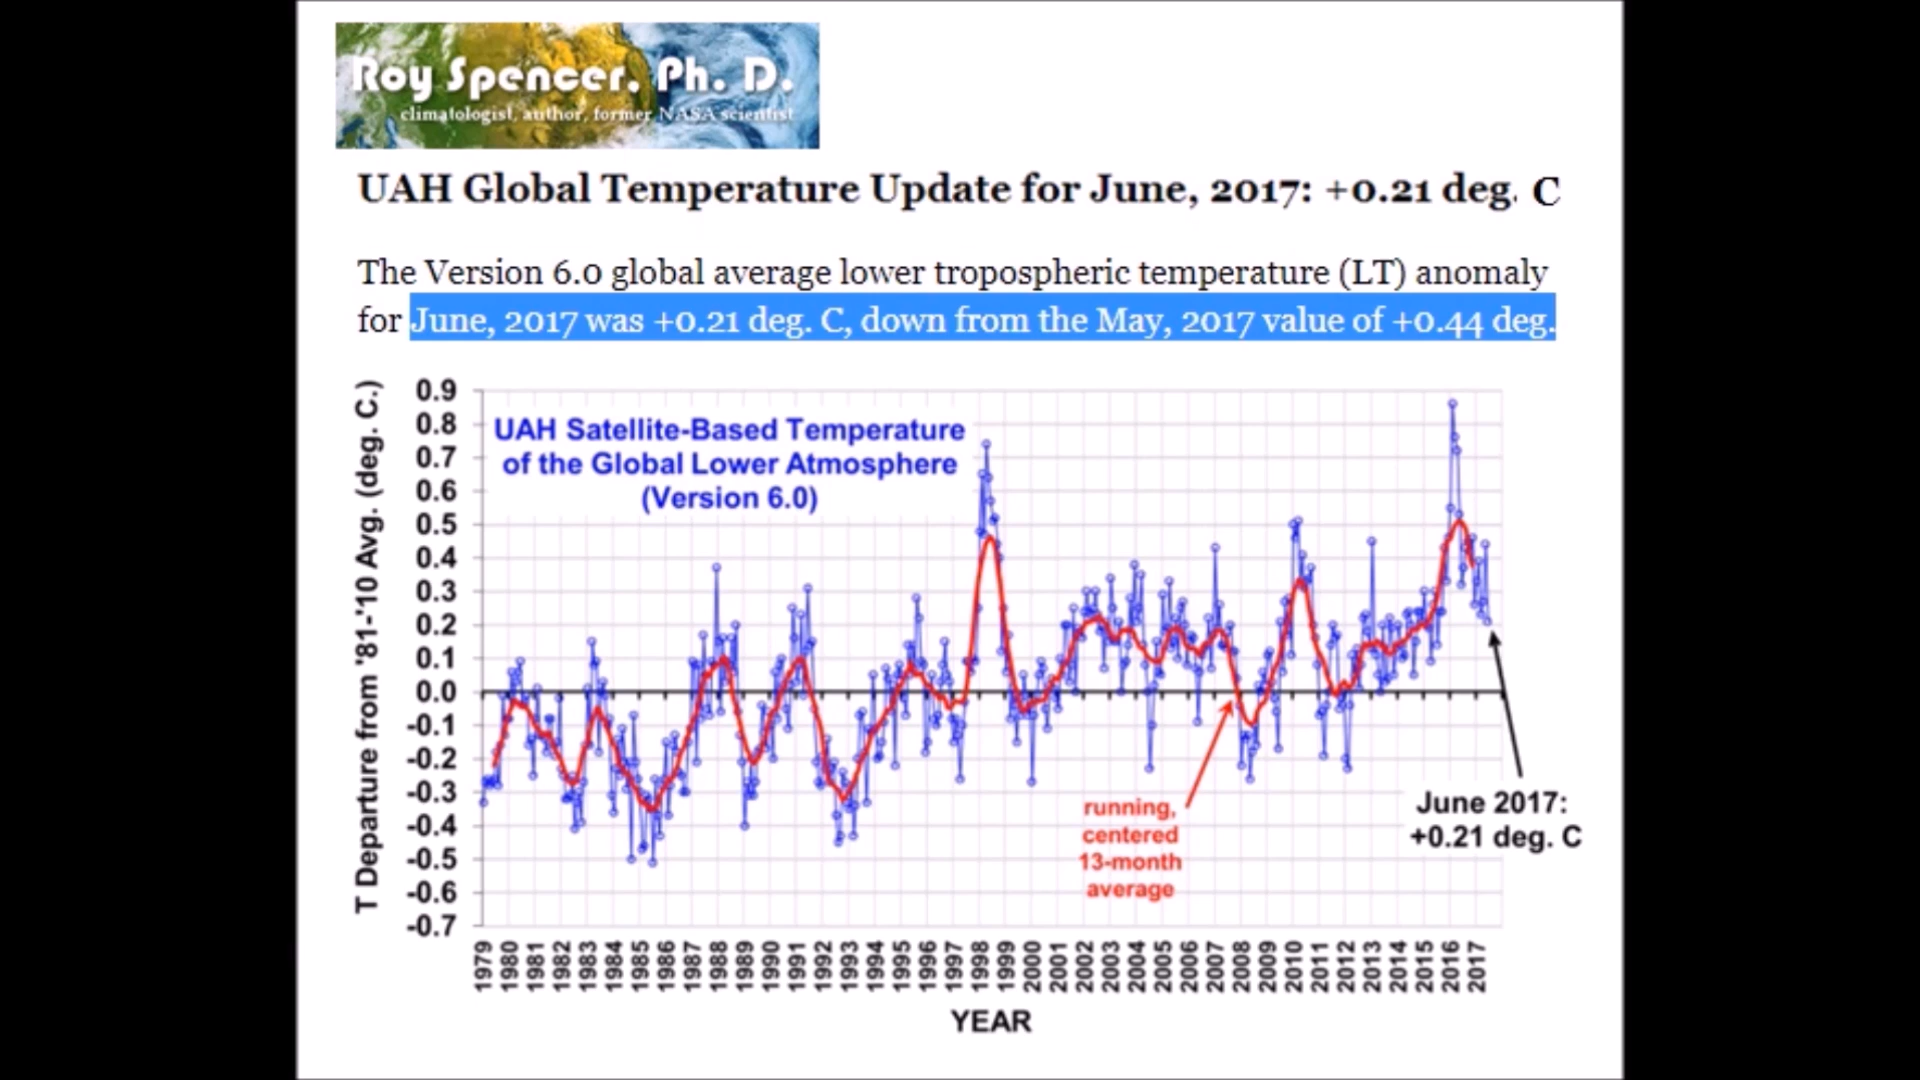 Roy Spencer, Ph. D.
climatologist, author, former NASA scientist
UAH Global Temperature Update for June, 2017: +0.21 deg. C
The Version 6.0 global average lower tropospheric temperature (LT) anomaly
for June, 2017 was +0.21 deg. C, down from the May, 2017 value of +0.44 deg.
T Departure from '81-'10 Avg. (deg. C.)
0.9
0.8
0.7
0.6
0.5
0.4
0.3
0.2
0.1
0.0
-0.1
-0.2
-0.3
-0.4
-0.5
-0.6
-0.7
UAH Satellite-Based Temperature
of the Global Lower Atmosphere
(Version 6.0)
running,
centered
13-month
average
June 2017:
+0.21 deg. C
1979 1980 1981 1982 1983 1984 1985 1986 1987 1988 1989 1990 1991 1992 1993 1994 1995 1996 1997 1998 1999 2000 2001 2002 2003 2004 2005 2006 2007 2008 2009 2010 2011 2012 2013 2014 2015 2016 2017
YEAR